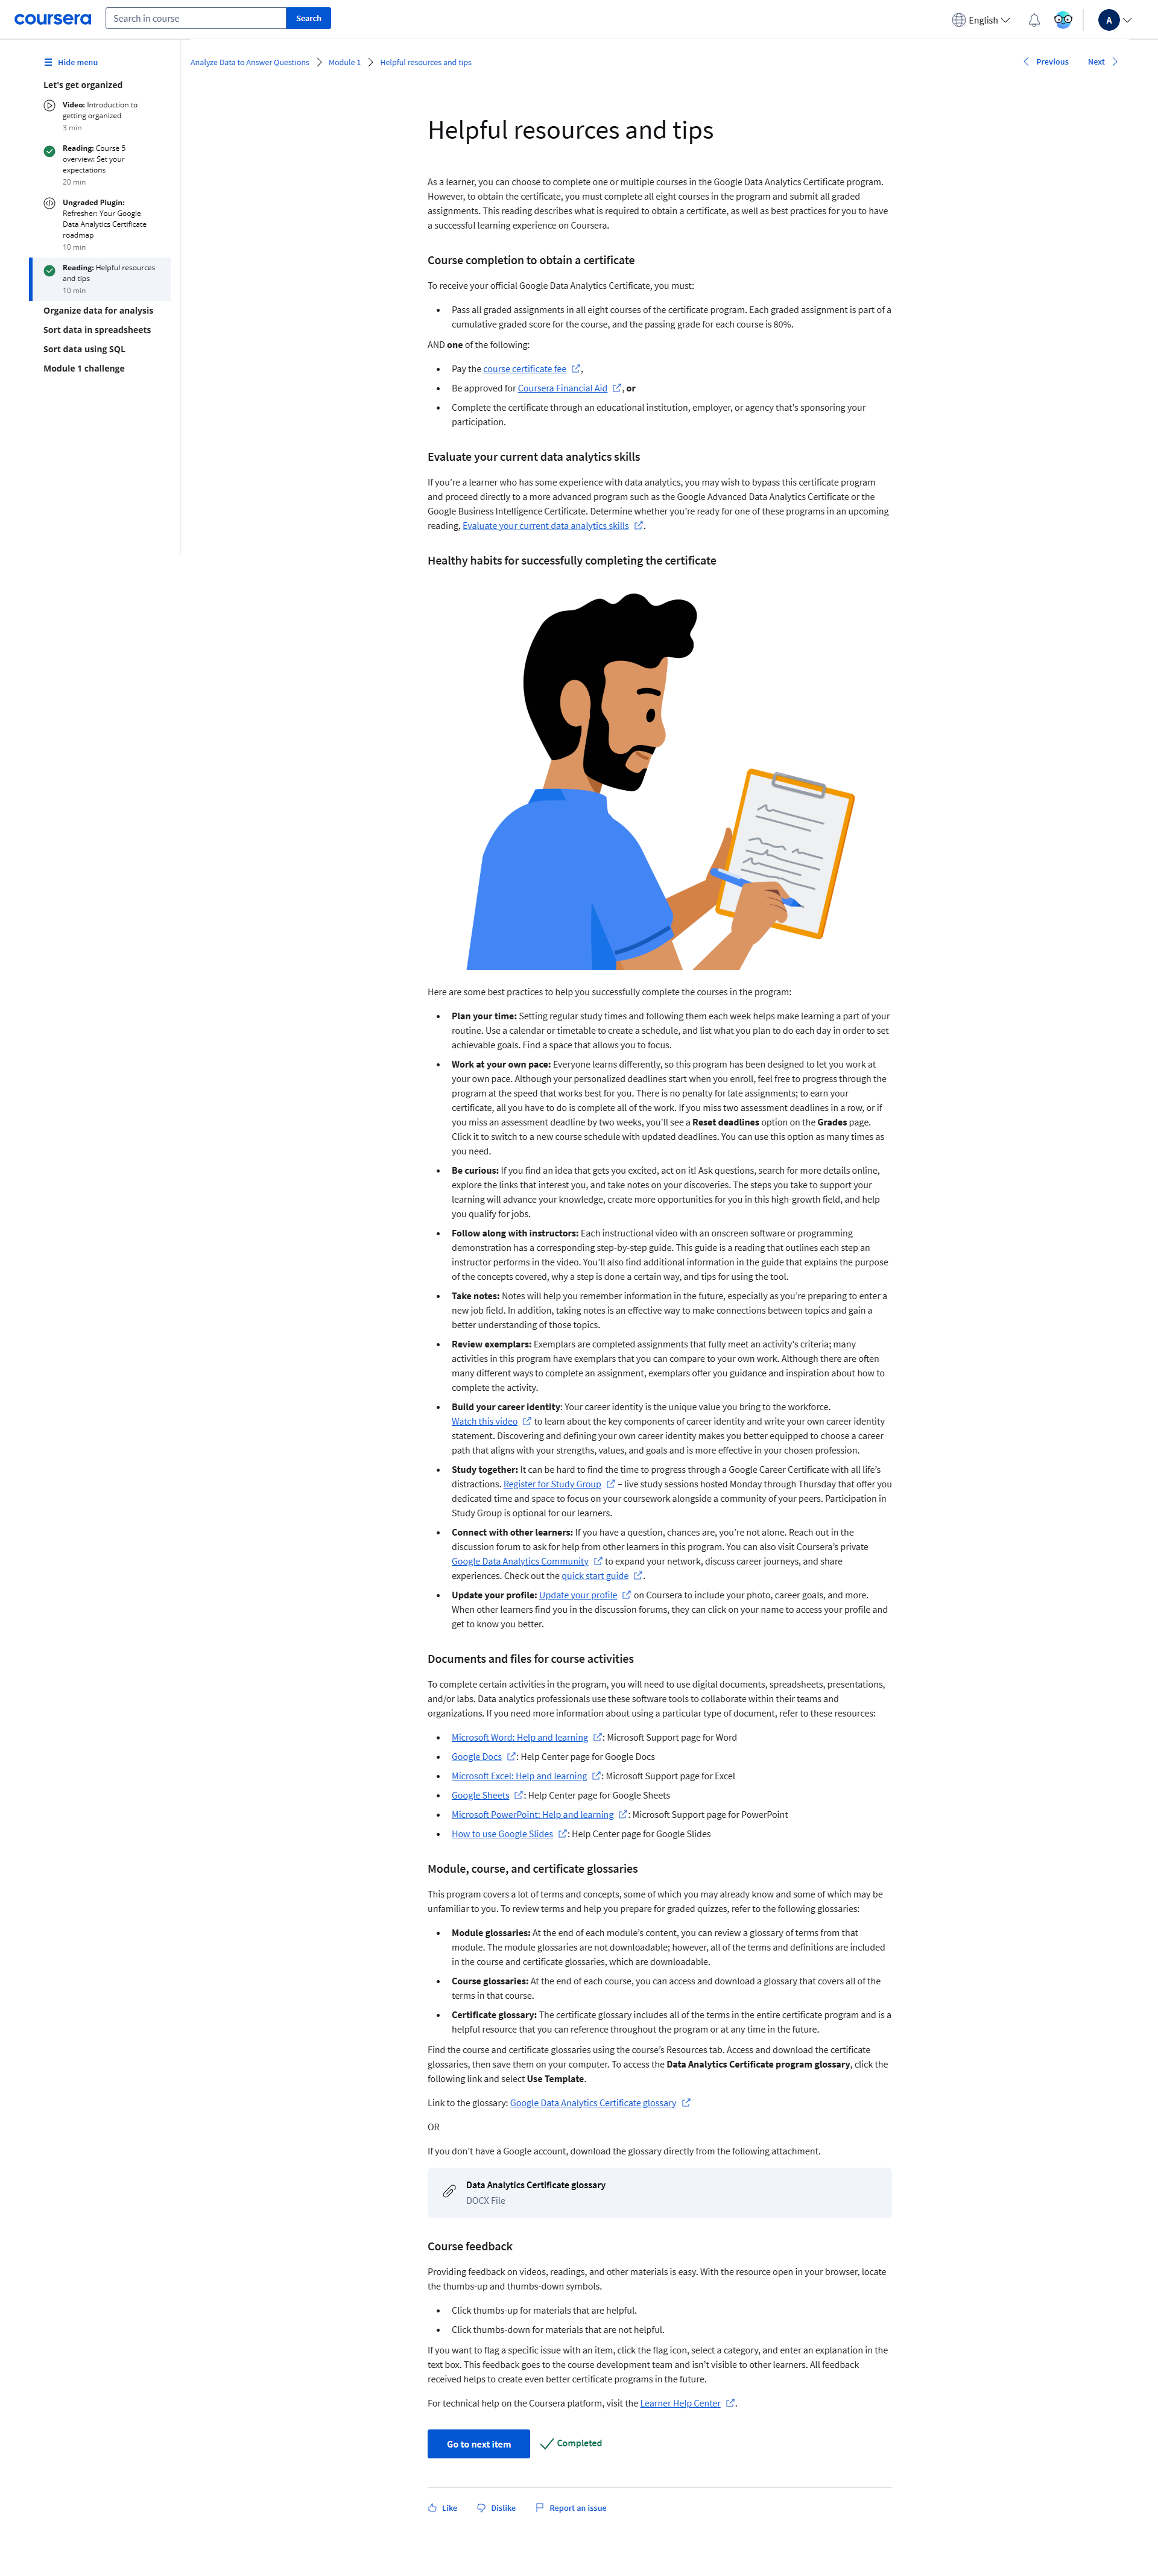 coursera
Search in course
Search
English
A
Hide menu
Let's get organized
Video: Introduction to
getting organized
3 min
Reading: Course 5
overview: Set your
expectations
20 min
Ungraded Plugin:
Refresher: Your Google
Data Analytics Certificate
roadmap
10 min
Reading: Helpful resources
and tips
10 min
Organize data for analysis
Sort data in spreadsheets
Sort data using SQL
Module 1 challenge
Analyze Data to Answer Questions
Module 1
Helpful resources and tips
Previous
Next
Helpful resources and tips
As a learner, you can choose to complete one or multiple courses in the Google Data Analytics Certificate program.
However, to obtain the certificate, you must complete all eight courses in the program and submit all graded
assignments. This reading describes what is required to obtain a certificate, as well as best practices for you to have
a successful learning experience on Coursera.
Course completion to obtain a certificate
To receive your official Google Data Analytics Certificate, you must:
• Pass all graded assignments in all eight courses of the certificate program. Each graded assignment is part of a
cumulative graded score for the course, and the passing grade for each course is 80%.
AND one of the following:
• Pay the course certificate fee,
• Be approved for Coursera Financial Aid, or
• Complete the certificate through an educational institution, employer, or agency that's sponsoring your
participation.
Evaluate your current data analytics skills
If you’re a learner who has some experience with data analytics, you may wish to bypass this certificate program
and proceed directly to a more advanced program such as the Google Advanced Data Analytics Certificate or the
Google Business Intelligence Certificate. Determine whether you’re ready for one of these programs in an upcoming
reading, Evaluate your current data analytics skills.
Healthy habits for successfully completing the certificate
Here are some best practices to help you successfully complete the courses in the program:
• Plan your time: Setting regular study times and following them each week helps make learning a part of your
routine. Use a calendar or timetable to create a schedule, and list what you plan to do each day in order to set
achievable goals. Find a space that allows you to focus.
• Work at your own pace: Everyone learns differently, so this program has been designed to let you work at
your own pace. Although your personalized deadlines start when you enroll, feel free to progress through the
program at the speed that works best for you. There is no penalty for late assignments; to earn your
certificate, all you have to do is complete all of the work. If you miss two assessment deadlines in a row, or if
you miss an assessment deadline by two weeks, you'll see a Reset deadlines option on the Grades page.
Click it to switch to a new course schedule with updated deadlines. You can use this option as many times as
you need.
• Be curious: If you find an idea that gets you excited, act on it! Ask questions, search for more details online,
explore the links that interest you, and take notes on your discoveries. The steps you take to support your
learning will advance your knowledge, create more opportunities for you in this high-growth field, and help
you qualify for jobs.
• Follow along with instructors: Each instructional video with an onscreen software or programming
demonstration has a corresponding step-by-step guide. This guide is a reading that outlines each step an
instructor performs in the video. You’ll also find additional information in the guide that explains the purpose
of the concepts covered, why a step is done a certain way, and tips for using the tool.
• Take notes: Notes will help you remember information in the future, especially as you’re preparing to enter a
new job field. In addition, taking notes is an effective way to make connections between topics and gain a
better understanding of those topics.
• Review exemplars: Exemplars are completed assignments that fully meet an activity's criteria; many
activities in this program have exemplars that you can compare to your own work. Although there are often
many different ways to complete an assignment, exemplars offer you guidance and inspiration about how to
complete the activity.
• Build your career identity: Your career identity is the unique value you bring to the workforce.
Watch this video to learn about the key components of career identity and write your own career identity
statement. Discovering and defining your own career identity makes you better equipped to choose a career
path that aligns with your strengths, values, and goals and is more effective in your chosen profession.
• Study together: It can be hard to find the time to progress through a Google Career Certificate with all life’s
distractions. Register for Study Group – live study sessions hosted Monday through Thursday that offer you
dedicated time and space to focus on your coursework alongside a community of your peers. Participation in
Study Group is optional for our learners.
• Connect with other learners: If you have a question, chances are, you’re not alone. Reach out in the
discussion forum to ask for help from other learners in this program. You can also visit Coursera’s private
Google Data Analytics Community to expand your network, discuss career journeys, and share
experiences. Check out the quick start guide.
• Update your profile: Update your profile on Coursera to include your photo, career goals, and more.
When other learners find you in the discussion forums, they can click on your name to access your profile and
get to know you better.
Documents and files for course activities
To complete certain activities in the program, you will need to use digital documents, spreadsheets, presentations,
and/or labs. Data analytics professionals use these software tools to collaborate within their teams and
organizations. If you need more information about using a particular type of document, refer to these resources:
• Microsoft Word: Help and learning: Microsoft Support page for Word
• Google Docs: Help Center page for Google Docs
• Microsoft Excel: Help and learning: Microsoft Support page for Excel
• Google Sheets: Help Center page for Google Sheets
• Microsoft PowerPoint: Help and learning: Microsoft Support page for PowerPoint
• How to use Google Slides: Help Center page for Google Slides
Module, course, and certificate glossaries
This program covers a lot of terms and concepts, some of which you may already know and some of which may be
unfamiliar to you. To review terms and help you prepare for graded quizzes, refer to the following glossaries:
• Module glossaries: At the end of each module’s content, you can review a glossary of terms from that
module. The module glossaries are not downloadable; however, all of the terms and definitions are included
in the course and certificate glossaries, which are downloadable.
• Course glossaries: At the end of each course, you can access and download a glossary that covers all of the
terms in that course.
• Certificate glossary: The certificate glossary includes all of the terms in the entire certificate program and is a
helpful resource that you can reference throughout the program or at any time in the future.
Find the course and certificate glossaries using the course’s Resources tab. Access and download the certificate
glossaries, then save them on your computer. To access the Data Analytics Certificate program glossary, click the
following link and select Use Template.
Link to the glossary: Google Data Analytics Certificate glossary
OR
If you don’t have a Google account, download the glossary directly from the following attachment.
Data Analytics Certificate glossary
DOCX File
Course feedback
Providing feedback on videos, readings, and other materials is easy. With the resource open in your browser, locate
the thumbs-up and thumbs-down symbols.
• Click thumbs-up for materials that are helpful.
• Click thumbs-down for materials that are not helpful.
If you want to flag a specific issue with an item, click the flag icon, select a category, and enter an explanation in the
text box. This feedback goes to the course development team and isn’t visible to other learners. All feedback
received helps to create even better certificate programs in the future.
For technical help on the Coursera platform, visit the Learner Help Center.
Go to next item
Completed
Like
Dislike
Report an issue